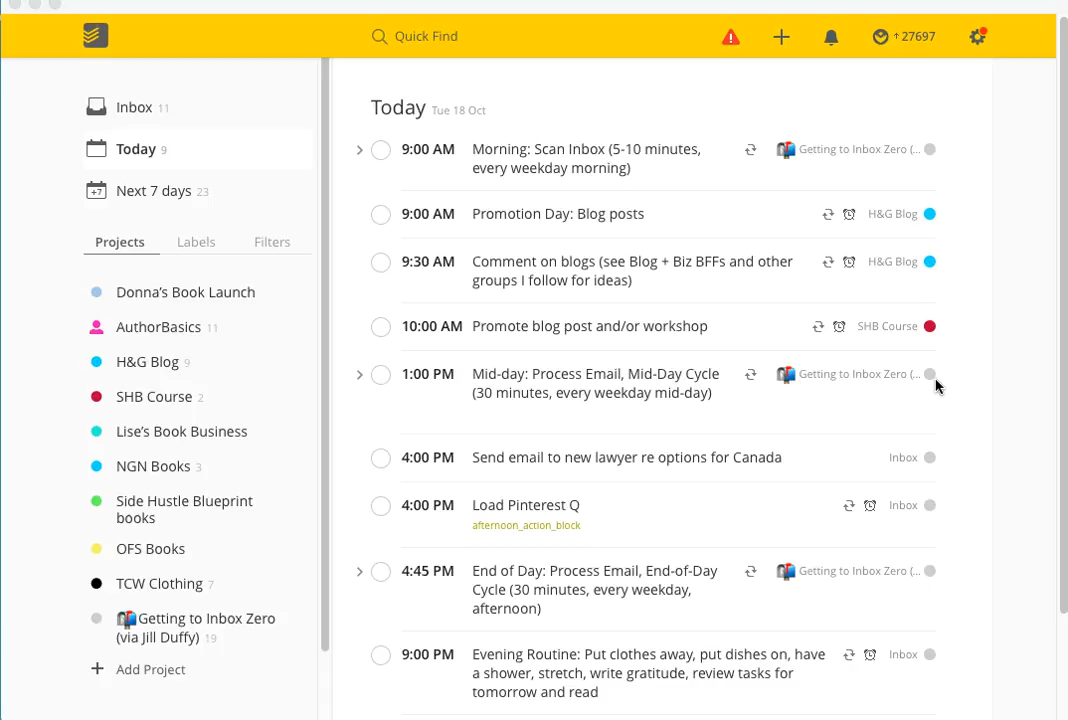 Quick Find
↑27697
Inbox 11
Today 9
+7 Next 7 days 23
Projects Labels Filters
Donna’s Book Launch
AuthorBasics 11
H&G Blog 9
SHB Course 2
Lise’s Book Business
NGN Books 3
Side Hustle Blueprint
books
OFS Books
TCW Clothing 7
📬Getting to Inbox Zero
(via Jill Duffy) 19
+ Add Project
Today Tue 18 Oct
9:00 AM Morning: Scan Inbox (5-10 minutes, 📬 Getting to Inbox Zero (...
every weekday morning)
9:00 AM Promotion Day: Blog posts H&G Blog
9:30 AM Comment on blogs (see Blog + Biz BFFs and other H&G Blog
groups I follow for ideas)
10:00 AM Promote blog post and/or workshop SHB Course
1:00 PM Mid-day: Process Email, Mid-Day Cycle 📬 Getting to Inbox Zero (...
(30 minutes, every weekday mid-day)
4:00 PM Send email to new lawyer re options for Canada Inbox
4:00 PM Load Pinterest Q Inbox
afternoon_action_block
4:45 PM End of Day: Process Email, End-of-Day 📬 Getting to Inbox Zero (...
Cycle (30 minutes, every weekday,
afternoon)
9:00 PM Evening Routine: Put clothes away, put dishes on, have Inbox
a shower, stretch, write gratitude, review tasks for
tomorrow and read